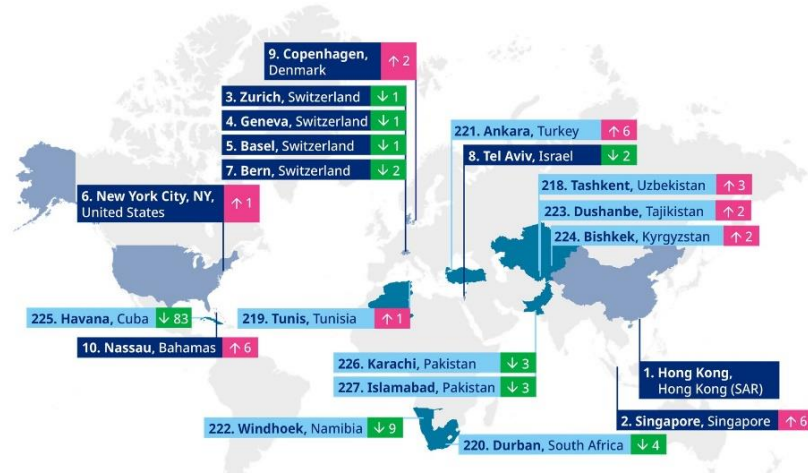 9. Copenhagen,
Denmark
↑ 2
3. Zurich, Switzerland ↓ 1
4. Geneva, Switzerland ↓ 1
5. Basel, Switzerland ↓ 1
7. Bern, Switzerland ↓ 2
221. Ankara, Turkey ↑ 6
8. Tel Aviv, Israel ↓ 2
6. New York City, NY,
United States
↑ 1
218. Tashkent, Uzbekistan ↑ 3
223. Dushanbe, Tajikistan ↑ 2
224. Bishkek, Kyrgyzstan ↑ 2
225. Havana, Cuba ↓ 83
219. Tunis, Tunisia ↑ 1
10. Nassau, Bahamas ↑ 6
226. Karachi, Pakistan ↓ 3
227. Islamabad, Pakistan ↓ 3
1. Hong Kong,
Hong Kong (SAR)
2. Singapore, Singapore ↑ 6
222. Windhoek, Namibia ↓ 9
220. Durban, South Africa ↓ 4